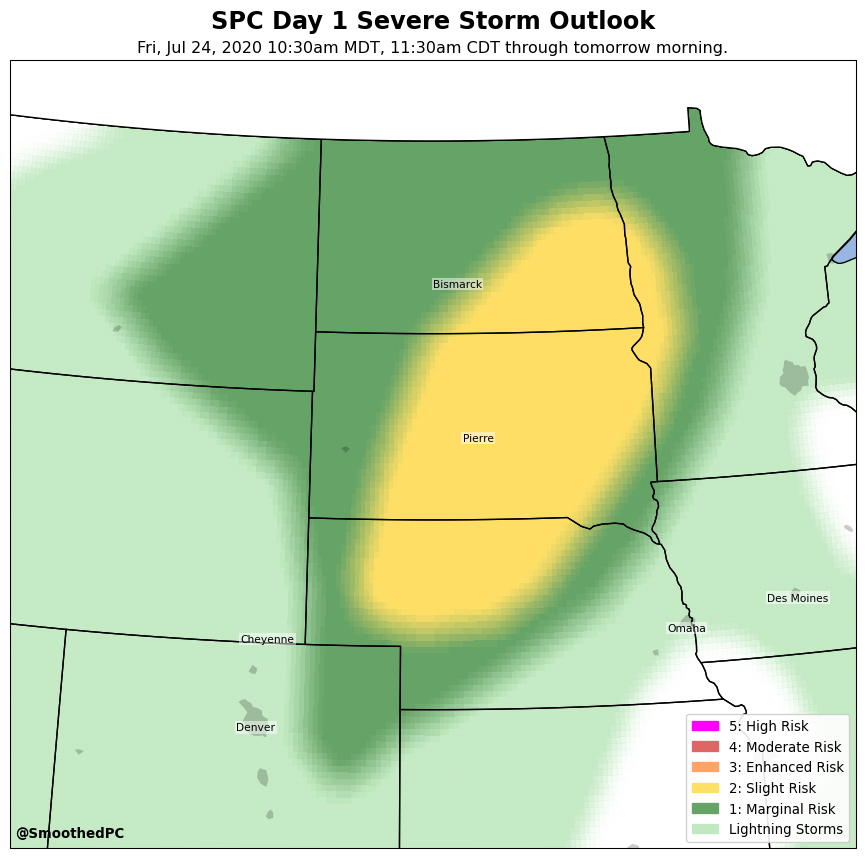 SPC Day 1 Severe Storm Outlook
Fri, Jul 24, 2020 10:30am MDT, 11:30am CDT through tomorrow morning.
Bismarck
Pierre
Des Moines
Omaha
Cheyenne
Denver
5: High Risk
4: Moderate Risk
3: Enhanced Risk
2: Slight Risk
1: Marginal Risk
Lightning Storms
@SmoothedPC